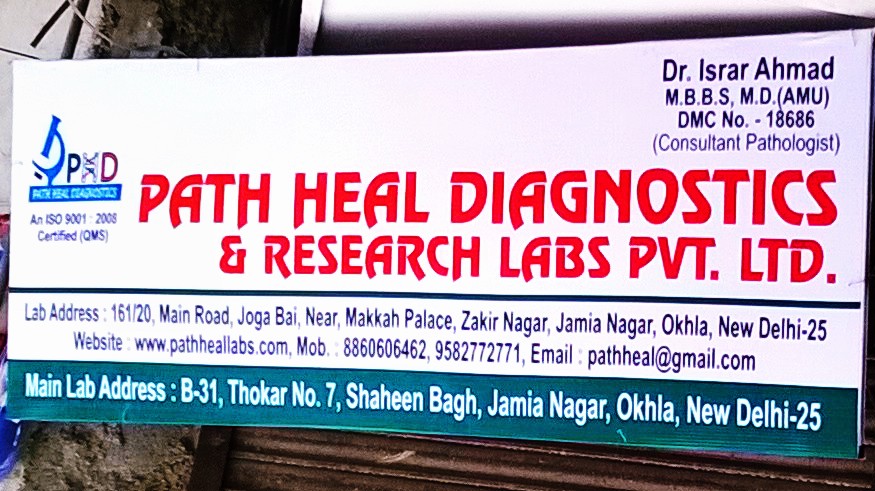 Dr. Israr Ahmad
M.B.B.S, M.D.(AMU)
DMC No. - 18686
(Consultant Pathologist)
PHD
PATH HEAL DIAGNOSTICS
An ISO 9001 : 2008
Certified (QMS)
PATH HEAL DIAGNOSTICS
& RESEARCH LABS PVT. LTD.
Lab Address : 161/20, Main Road, Joga Bai, Near, Makkah Palace, Zakir Nagar, Jamia Nagar, Okhla, New Delhi-25
Website : www.pathheallabs.com, Mob. : 8860606462, 9582772771, Email : pathheal@gmail.com
Main Lab Address : B-31, Thokar No. 7, Shaheen Bagh, Jamia Nagar, Okhla, New Delhi-25